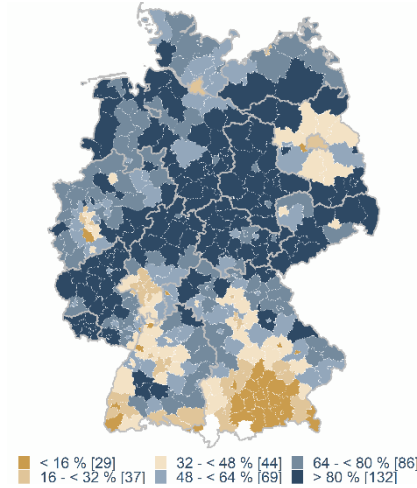 < 16 % [29] 32 - < 48 % [44] 64 - < 80 % [86]
16 - < 32 % [37] 48 - < 64 % [69] > 80 % [132]